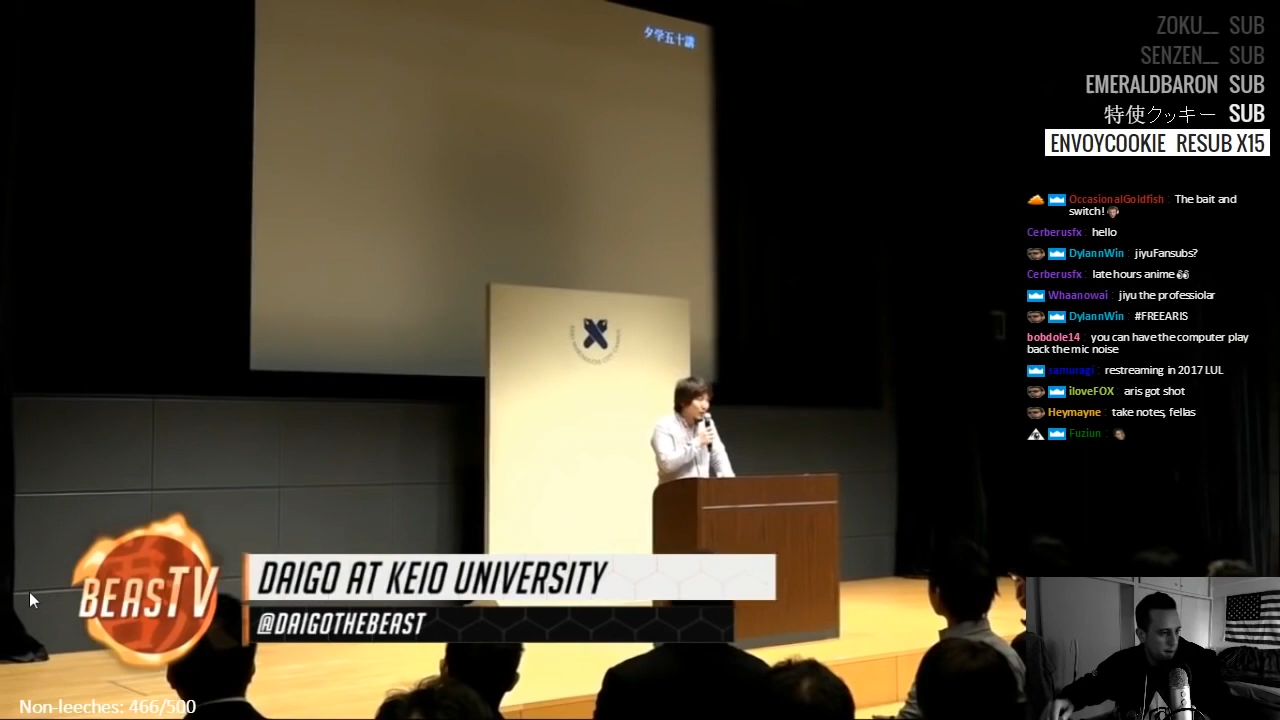 夕学五十講
ZOKU__ SUB
SENZEN__ SUB
EMERALDBARON SUB
特使クッキー SUB
ENVOYCOOKIE RESUB X15
OccasionalGoldfish : The bait and
switch!
Cerberusfx : hello
DylannWin : jiyuFansubs?
Cerberusfx : late hours anime
Whaanowai : jiyu the professiolar
DylannWin : #FREEARIS
bobdole14 : you can have the computer play
back the mic noise
samuragi : restreaming in 2017 LUL
iloveFOX : aris got shot
Heymayne : take notes, fellas
Fuziun :
BEASTV
DAIGO AT KEIO UNIVERSITY
@DAIGOTHEBEAST
Non-leeches: 466/500